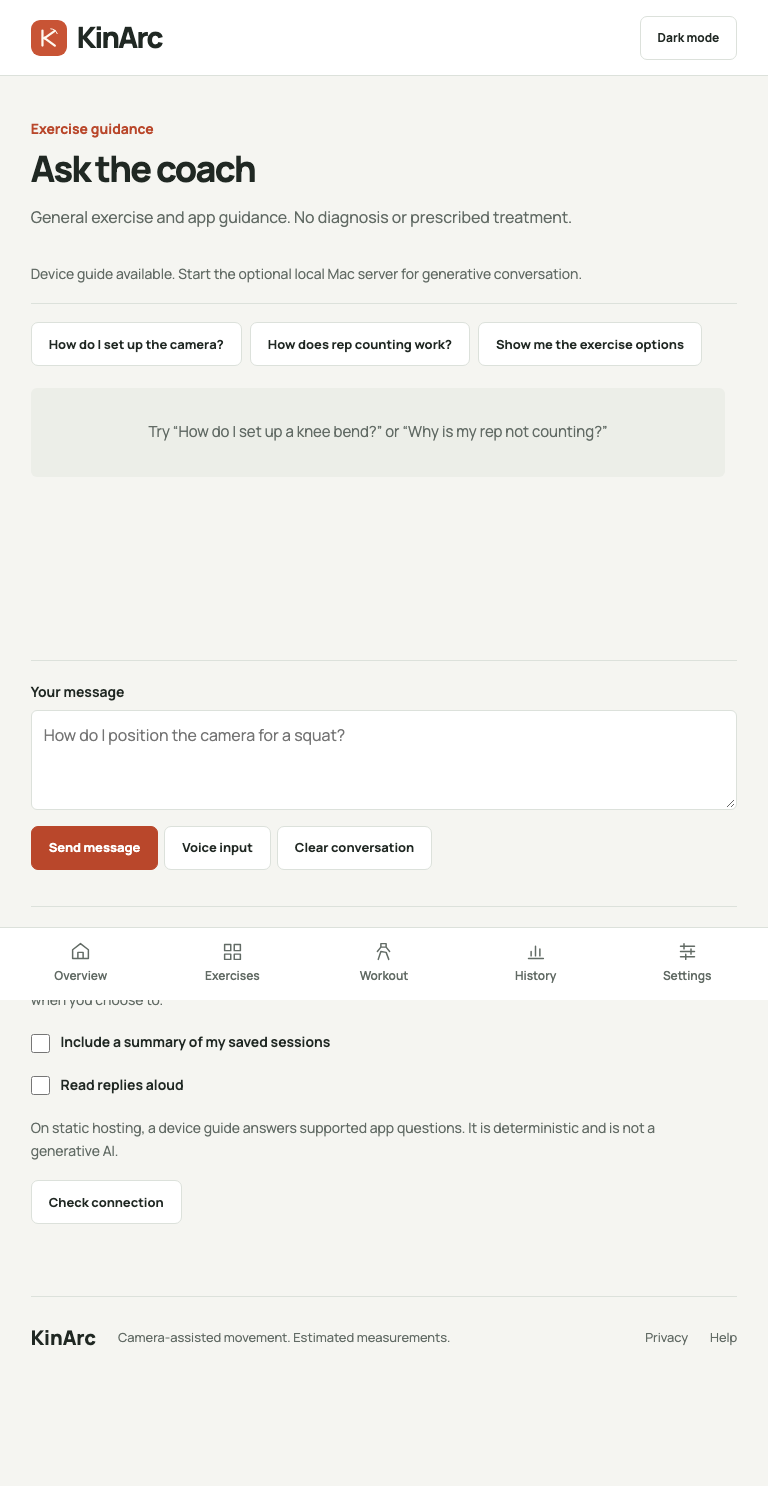 KinArc
Dark mode
Exercise guidance
Ask the coach
General exercise and app guidance. No diagnosis or prescribed treatment.
Device guide available. Start the optional local Mac server for generative conversation.
How do I set up the camera?
How does rep counting work?
Show me the exercise options
Try “How do I set up a knee bend?” or “Why is my rep not counting?”
Your message
How do I position the camera for a squat?
Send message
Voice input
Clear conversation
Overview
Exercises
Workout
History
Settings
when you choose to.
Include a summary of my saved sessions
Read replies aloud
On static hosting, a device guide answers supported app questions. It is deterministic and is not a
generative AI.
Check connection
KinArc
Camera-assisted movement. Estimated measurements.
Privacy
Help